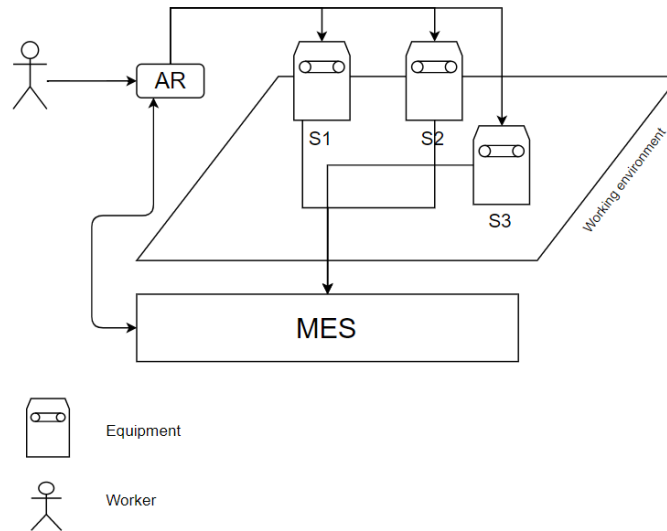 AR
S1
S2
S3
Working environment
MES
Equipment
Worker